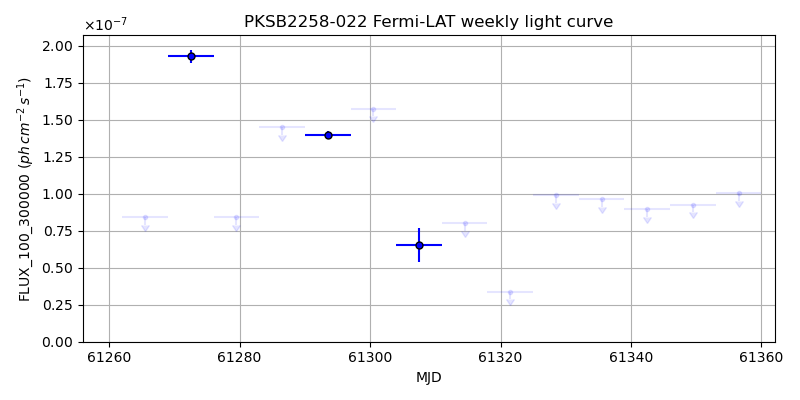 PKSB2258-022 Fermi-LAT weekly light curve
×10⁻⁷
2.00
1.75
1.50
1.25
1.00
0.75
0.50
0.25
0.00
FLUX_100_300000 (ph cm⁻² s⁻¹)
61260 61280 61300 61320 61340 61360
MJD